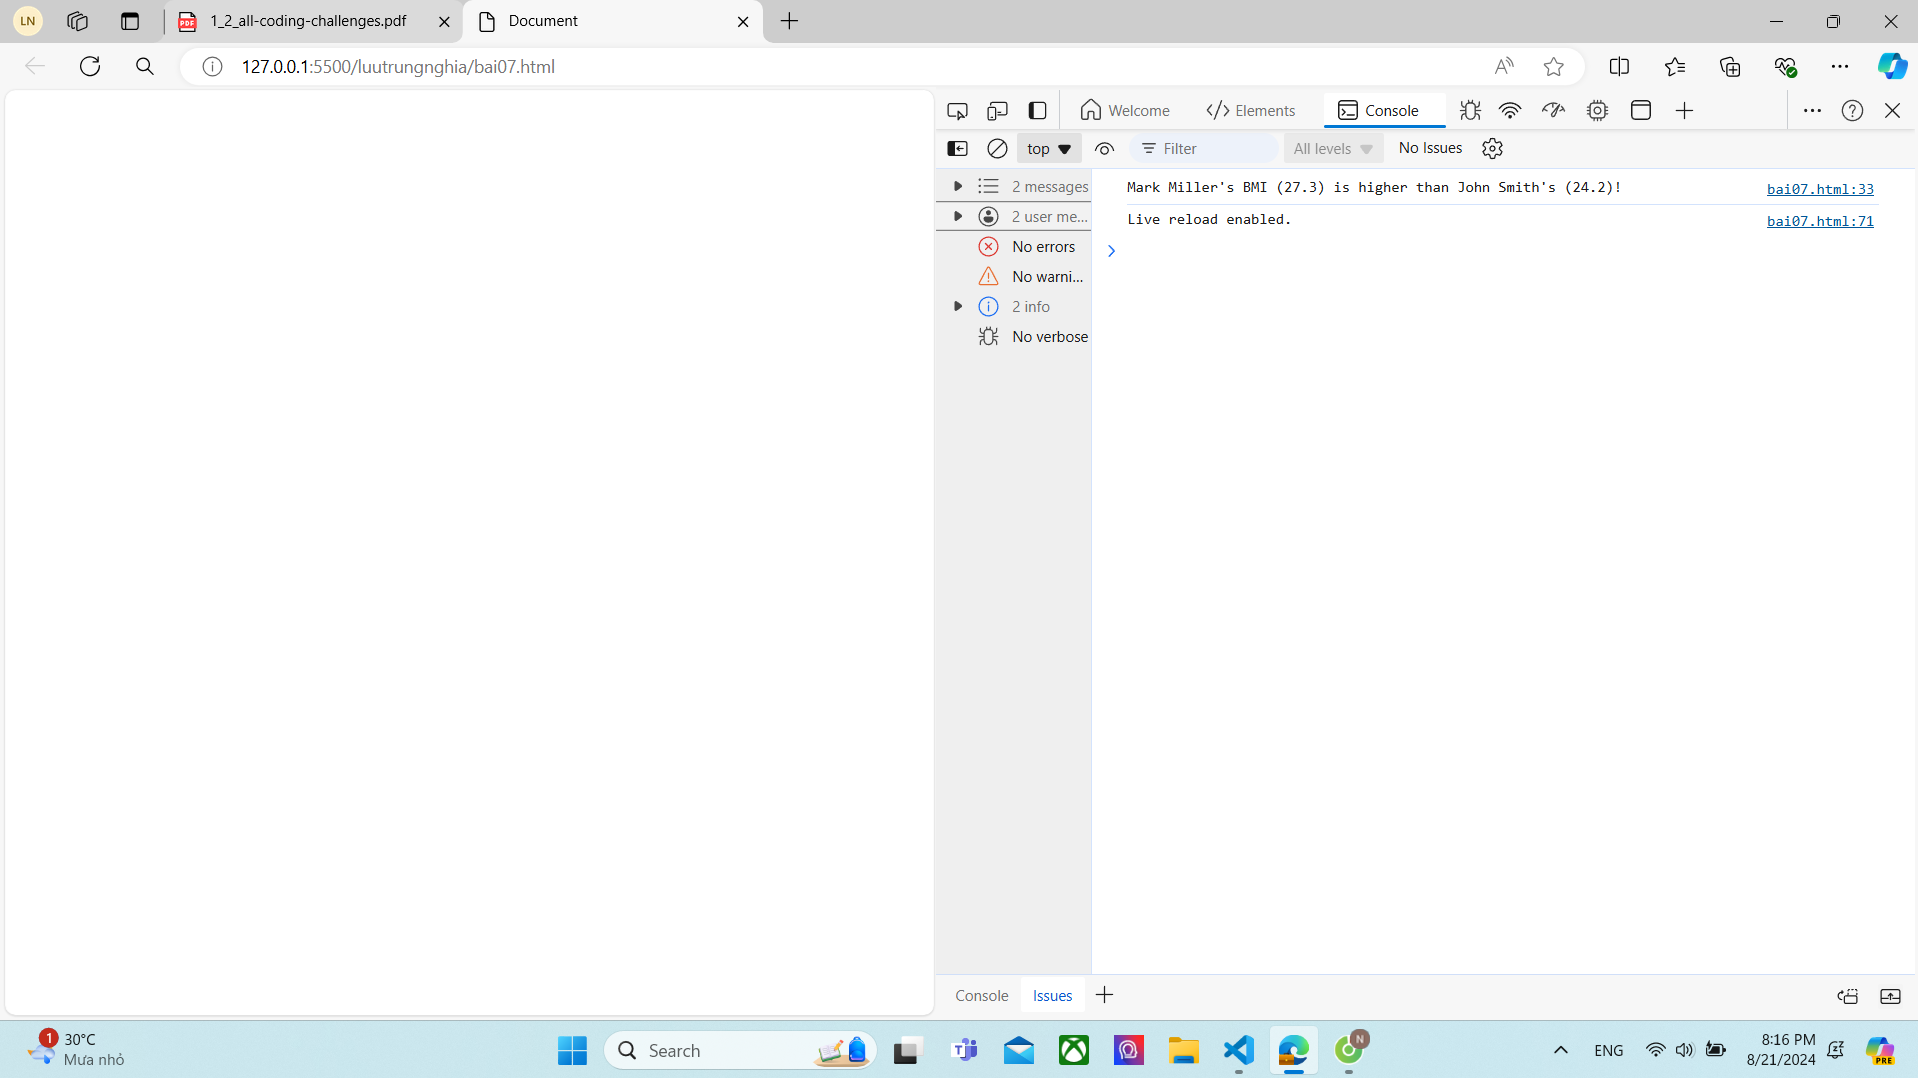 LN
1_2_all-coding-challenges.pdf
Document
127.0.0.1:5500/luutrungnghia/bai07.html
Welcome
Elements
Console
top
Filter
All levels
No Issues
2 messages
2 user me...
No errors
No warni...
2 info
No verbose
Mark Miller's BMI (27.3) is higher than John Smith's (24.2)!
bai07.html:33
Live reload enabled.
bai07.html:71
Console
Issues
1
30°C
Mưa nhỏ
Search
N
ENG
8:16 PM
8/21/2024
PRE